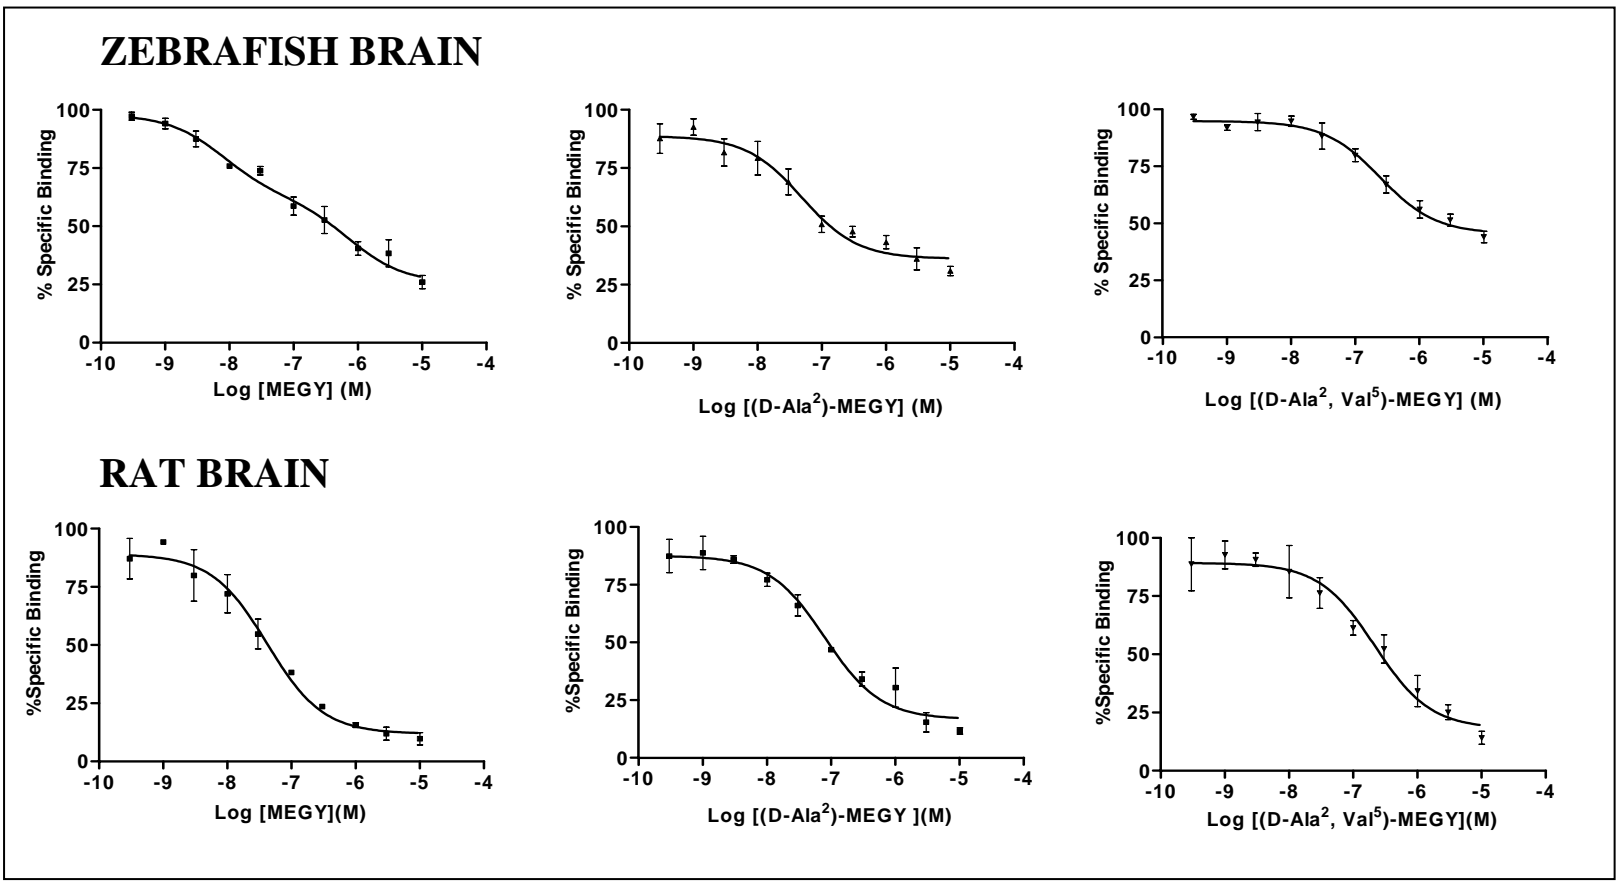 ZEBRAFISH BRAIN
100
75
50
25
0
% Specific Binding
-10 -9 -8 -7 -6 -5 -4
Log [MEGY] (M)
100
75
50
25
0
% Specific Binding
-10 -9 -8 -7 -6 -5 -4
Log [(D-Ala²)-MEGY] (M)
100
75
50
25
0
% Specific Binding
-10 -9 -8 -7 -6 -5 -4
Log [(D-Ala², Val⁵)-MEGY] (M)
RAT BRAIN
100
75
50
25
0
%Specific Binding
-10 -9 -8 -7 -6 -5 -4
Log [MEGY](M)
100
75
50
25
0
%Specific Binding
-10 -9 -8 -7 -6 -5 -4
Log [(D-Ala²)-MEGY ](M)
100
75
50
25
0
%Specific Binding
-10 -9 -8 -7 -6 -5 -4
Log [(D-Ala², Val⁵)-MEGY](M)